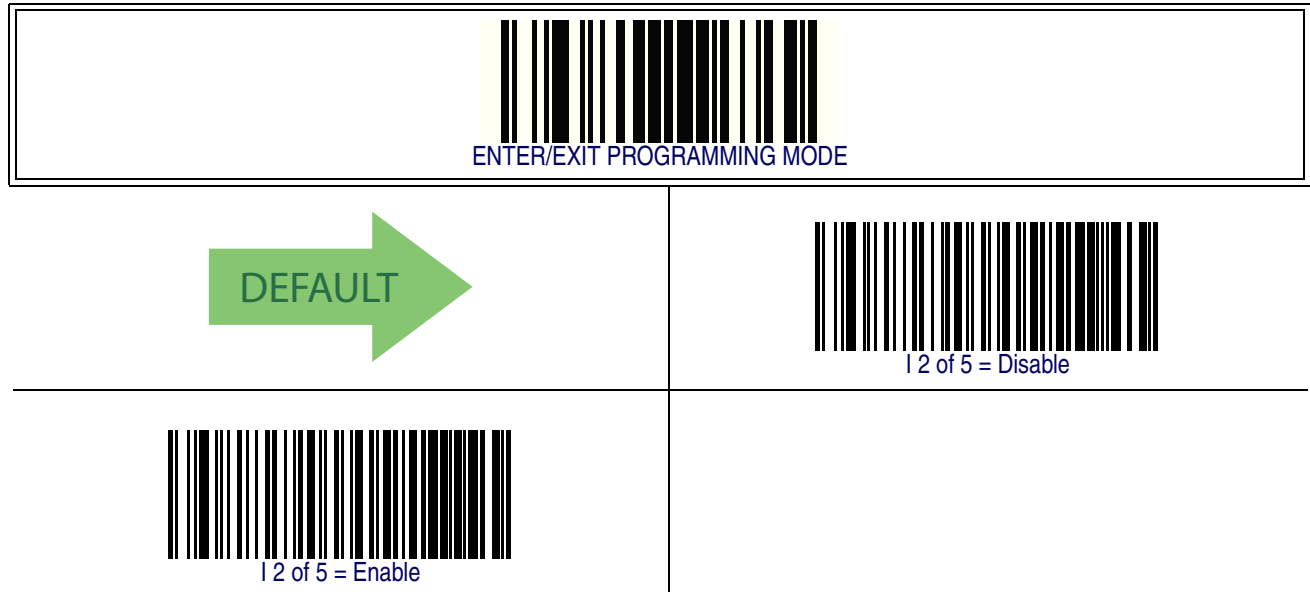 ENTER/EXIT PROGRAMMING MODE
DEFAULT
I 2 of 5 = Disable
I 2 of 5 = Enable